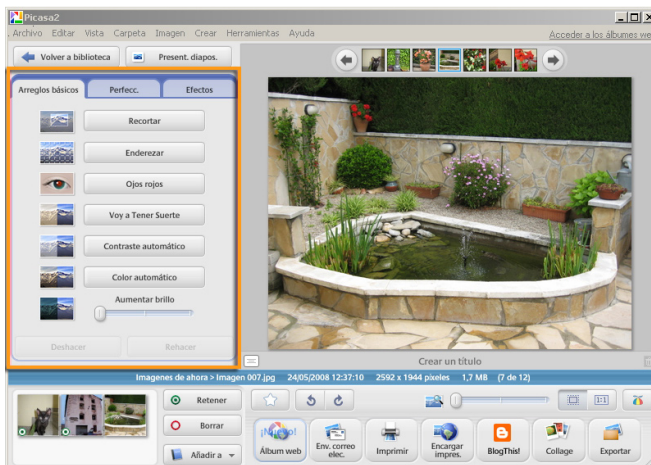 Picasa2
Archivo Editar Vista Carpeta Imagen Crear Herramientas Ayuda
Acceder a los álbumes we
Volver a biblioteca
Present. diapos.
Arreglos básicos
Perfecc.
Efectos
Recortar
Enderezar
Ojos rojos
Voy a Tener Suerte
Contraste automático
Color automático
Aumentar brillo
Deshacer
Rehacer
Crear un título
Imagenes de ahora > Imagen 007.jpg 24/05/2008 12:37:10 2592 x 1944 píxeles 1,7 MB (7 de 12)
Retener
Borrar
Añadir a
1:1
¡Nuevo!
Álbum web
Env. correo
elec.
Imprimir
Encargar
impres.
BlogThis!
Collage
Exportar